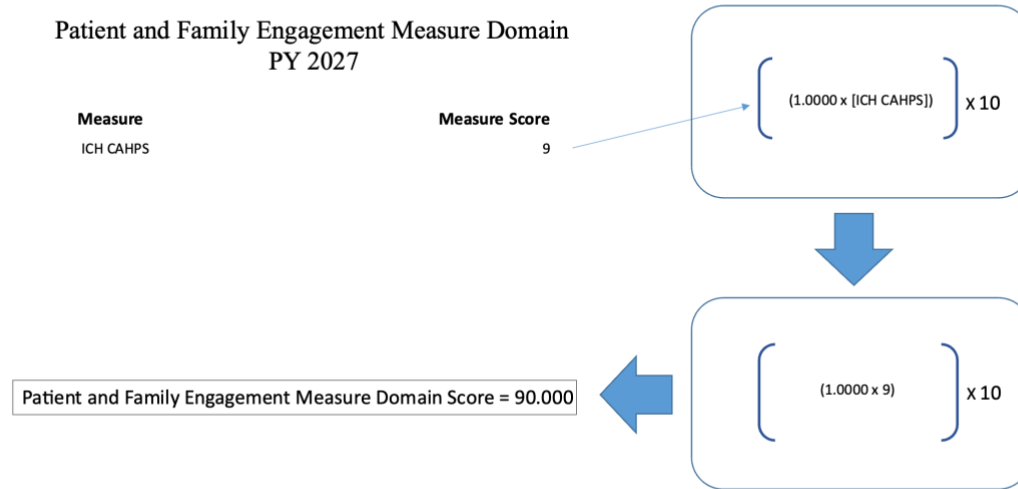 Patient and Family Engagement Measure Domain
PY 2027
Measure Measure Score
ICH CAHPS 9
(1.0000 x [ICH CAHPS]) X 10
(1.0000 x 9) X 10
Patient and Family Engagement Measure Domain Score = 90.000